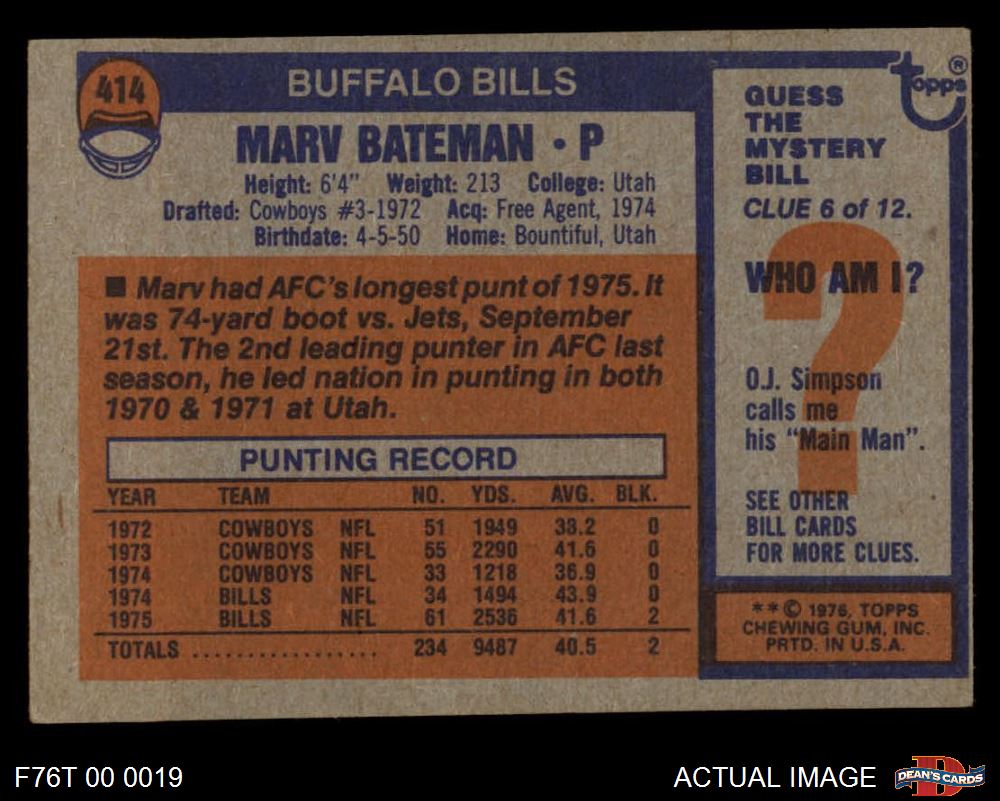 414
BUFFALO BILLS
MARV BATEMAN • P
Height: 6'4" Weight: 213 College: Utah
Drafted: Cowboys #3-1972 Acq: Free Agent, 1974
Birthdate: 4-5-50 Home: Bountiful, Utah
■ Marv had AFC's longest punt of 1975. It
was 74-yard boot vs. Jets, September
21st. The 2nd leading punter in AFC last
season, he led nation in punting in both
1970 & 1971 at Utah.
PUNTING RECORD
YEAR TEAM NO. YDS. AVG. BLK.
1972 COWBOYS NFL 51 1949 38.2 0
1973 COWBOYS NFL 55 2290 41.6 0
1974 COWBOYS NFL 33 1218 36.9 0
1974 BILLS NFL 34 1494 43.9 0
1975 BILLS NFL 61 2536 41.6 2
TOTALS .................. 234 9487 40.5 2
topps®
GUESS
THE
MYSTERY
BILL
CLUE 6 of 12.
?
WHO AM I?
O.J. Simpson
calls me
his “Main Man”.
SEE OTHER
BILL CARDS
FOR MORE CLUES.
**© 1976, TOPPS
CHEWING GUM, INC.
PRTD. IN U.S.A.
F76T 00 0019
ACTUAL IMAGE
D
DEAN'S CARDS